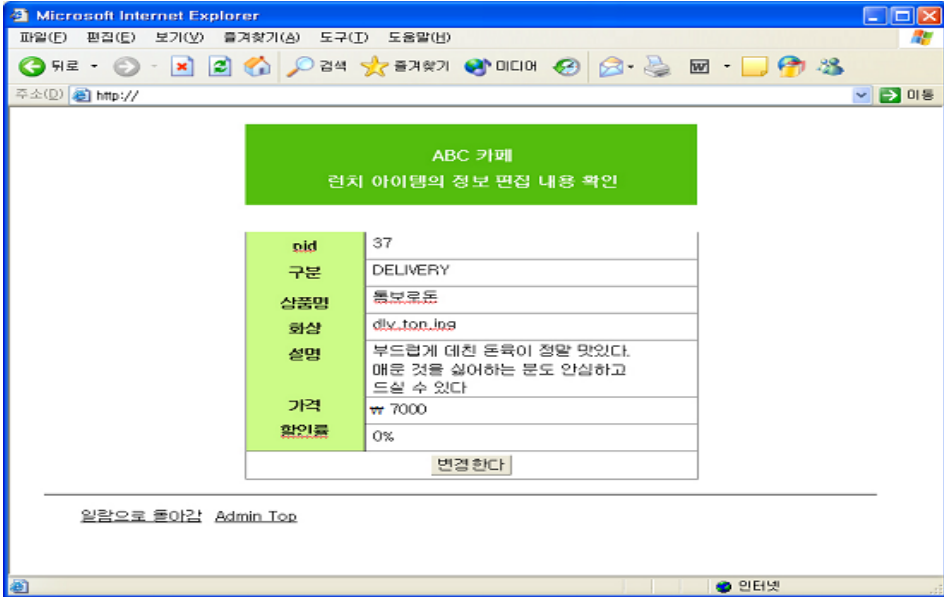 Microsoft Internet Explorer
파일(F) 편집(E) 보기(V) 즐겨찾기(A) 도구(T) 도움말(H)
뒤로 검색 즐겨찾기 미디어
주소(D) http:// 이동
ABC 카페
런치 아이템의 정보 편집 내용 확인
nid 37
구분 DELIVERY
상품명 통보로돈
화상 dlv_ton.jpg
설명 부드럽게 데친 돈육이 정말 맛있다.
매운 것을 싫어하는 분도 안심하고
드실 수 있다
가격 ₩ 7000
할인률 0%
변경한다
일람으로 돌아감 Admin Top
인터넷